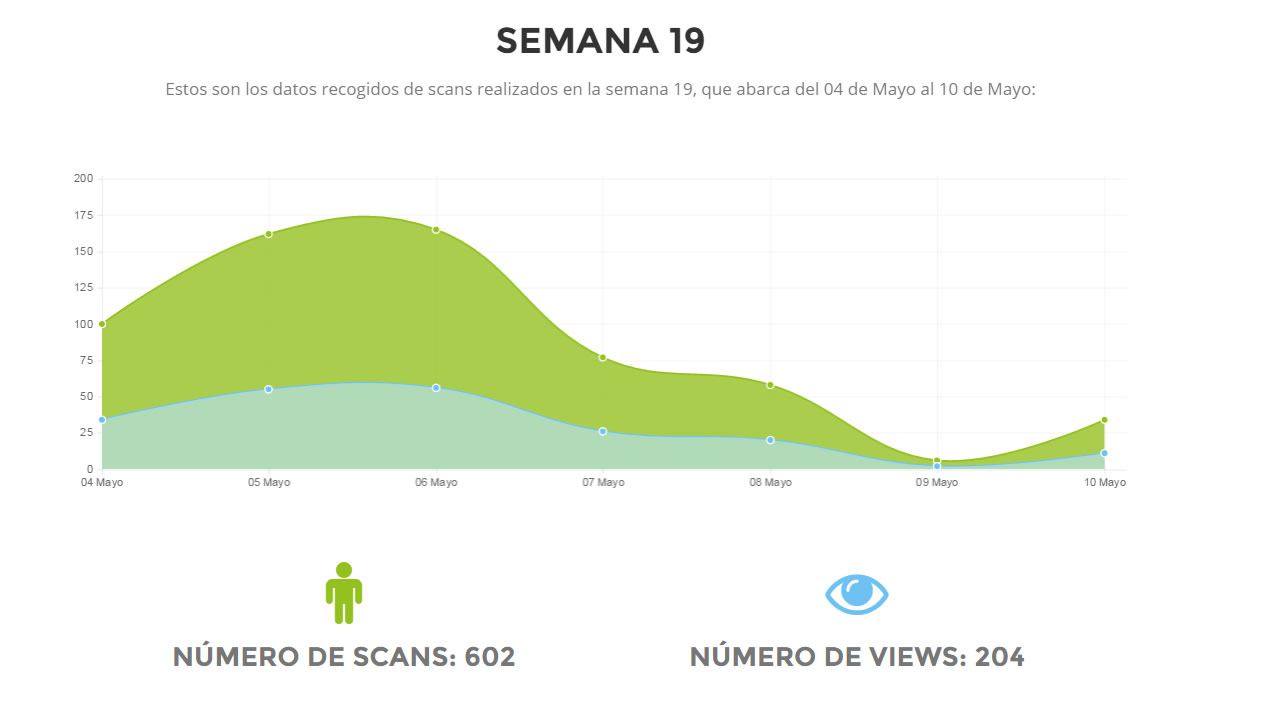 SEMANA 19
Estos son los datos recogidos de scans realizados en la semana 19, que abarca del 04 de Mayo al 10 de Mayo:
200
175
150
125
100
75
50
25
0
04 Mayo 05 Mayo 06 Mayo 07 Mayo 08 Mayo 09 Mayo 10 Mayo
NÚMERO DE SCANS: 602 NÚMERO DE VIEWS: 204